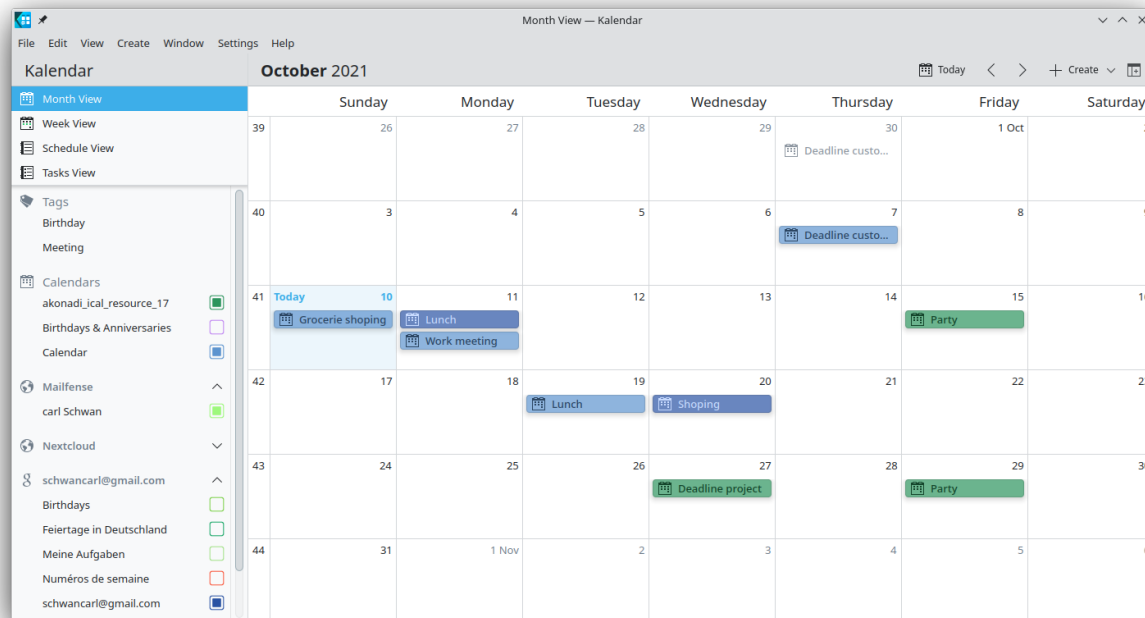 Month View — Kalendar
File Edit View Create Window Settings Help
Kalendar
October 2021
Today
Create
Month View
Week View
Schedule View
Tasks View
Tags
Birthday
Meeting
Calendars
akonadi_ical_resource_17
Birthdays & Anniversaries
Calendar
Mailfense
carl Schwan
Nextcloud
schwancarl@gmail.com
Birthdays
Feiertage in Deutschland
Meine Aufgaben
Numéros de semaine
schwancarl@gmail.com
Sunday Monday Tuesday Wednesday Thursday Friday Saturday
39 26 27 28 29 30 1 Oct
Deadline custo...
40 3 4 5 6 7 8
Deadline custo...
41 Today 10 11 12 13 14 15
Grocerie shoping Lunch Party
Work meeting
42 17 18 19 20 21 22
Lunch Shoping
43 24 25 26 27 28 29
Deadline project Party
44 31 1 Nov 2 3 4 5